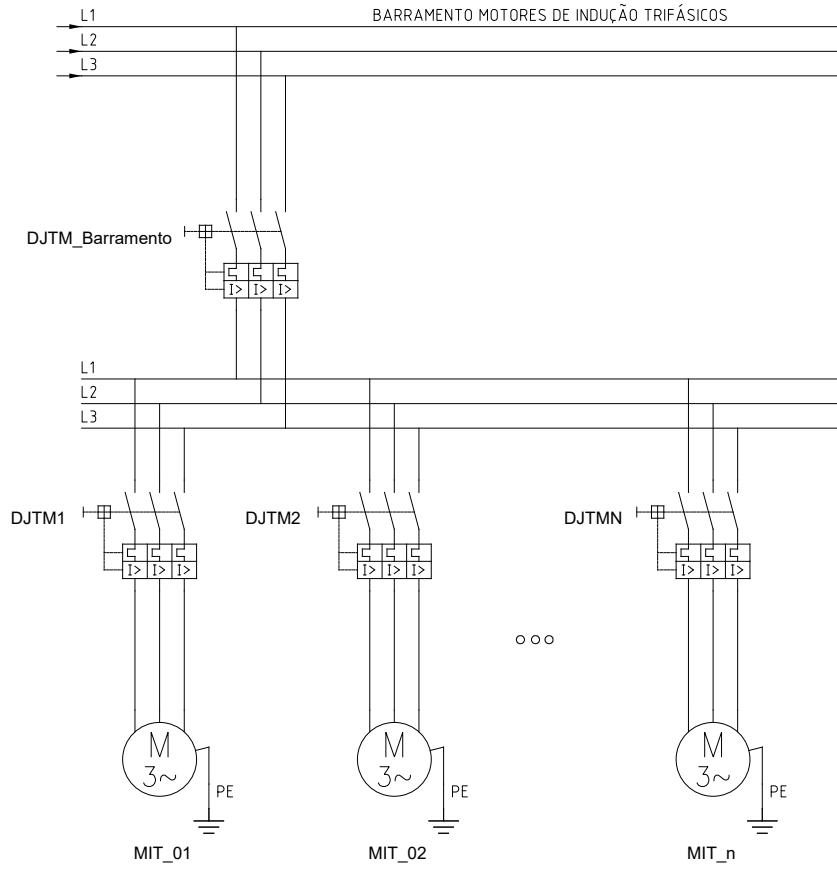 L1
BARRAMENTO MOTORES DE INDUÇÃO TRIFÁSICOS
L2
L3
DJTM_Barramento
I> I> I>
L1
L2
L3
DJTM1
DJTM2
DJTMN
I> I> I>
I> I> I>
I> I> I>
M
3~
M
3~
M
3~
PE
PE
PE
MIT_01
MIT_02
MIT_n